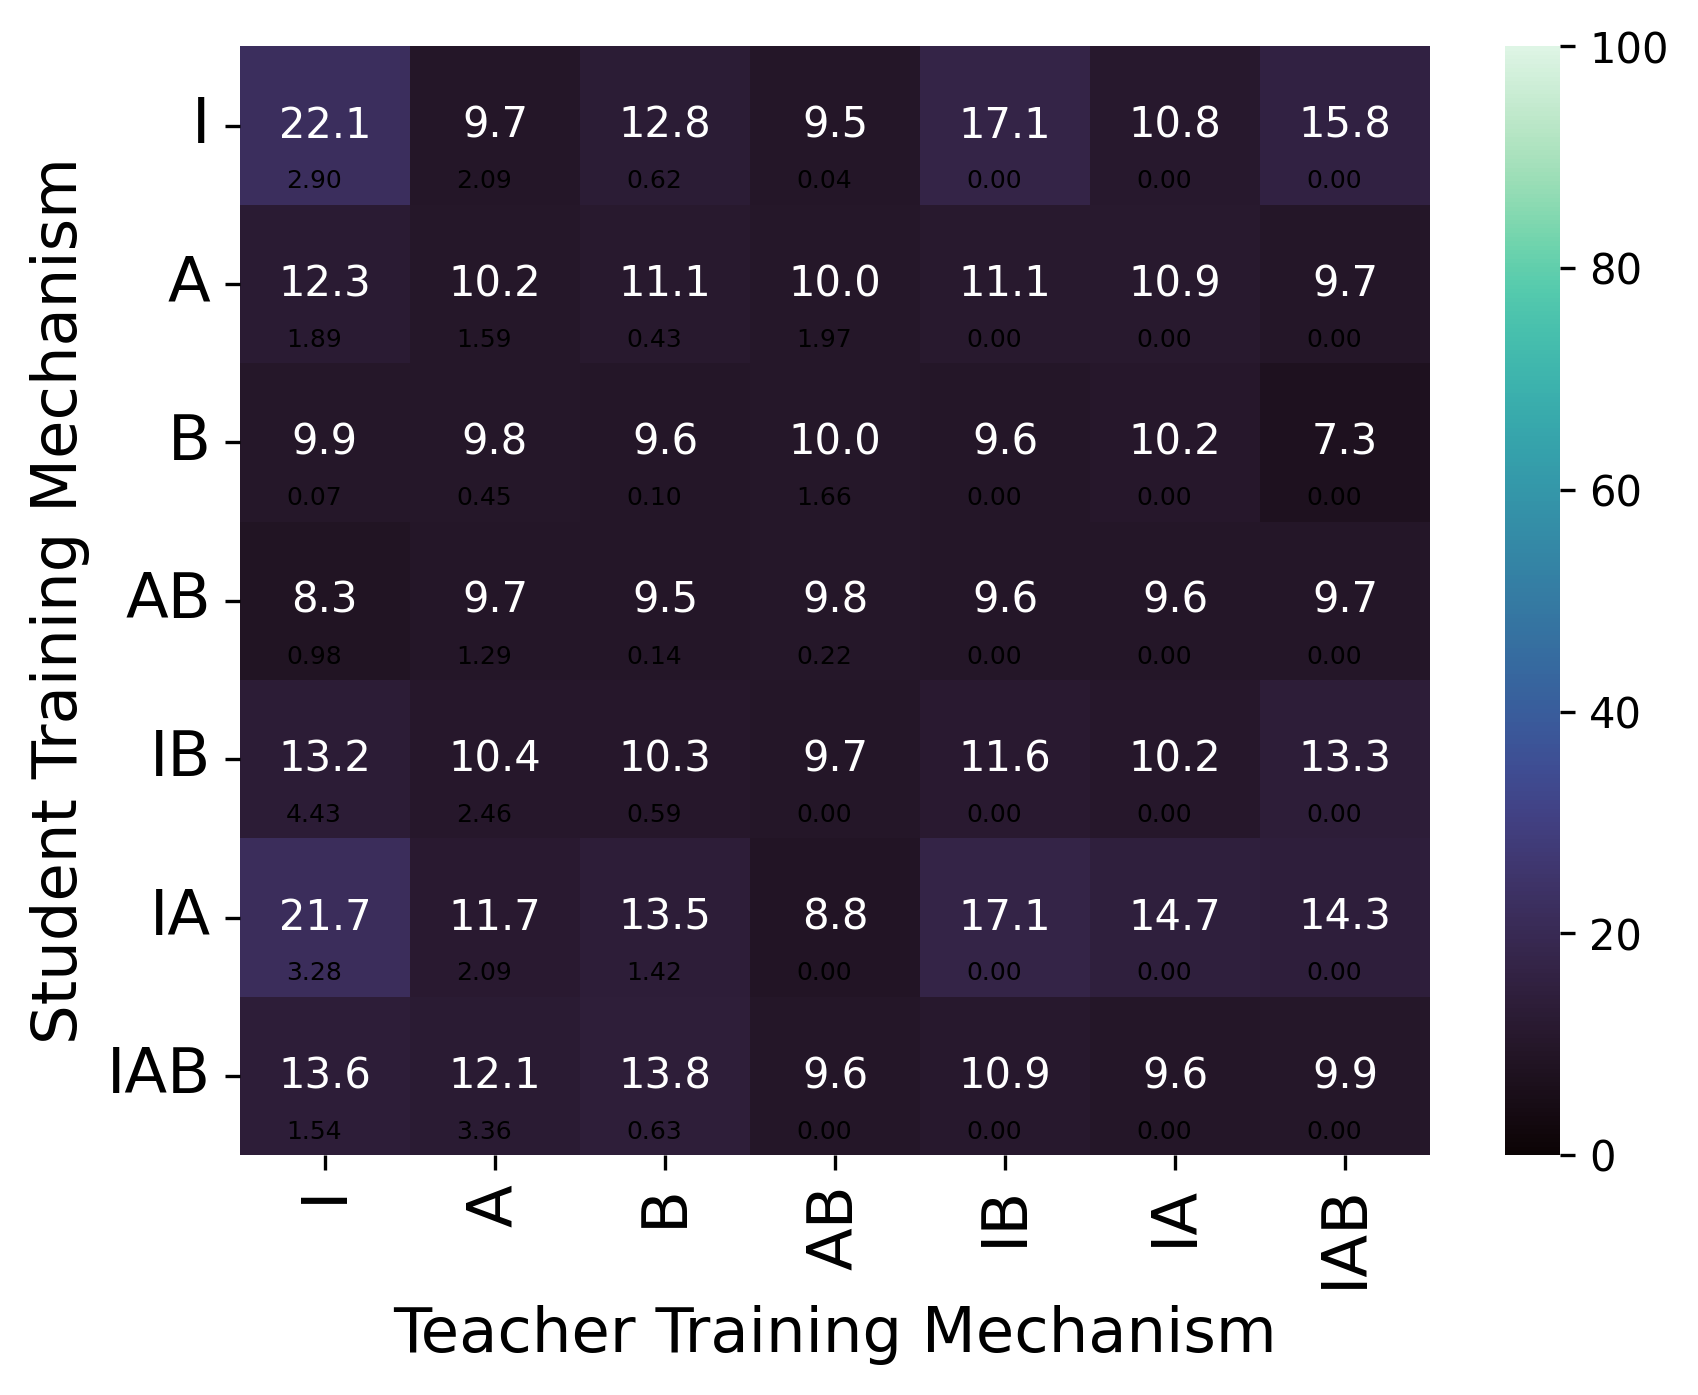 Student Training Mechanism
I 22.1 9.7 12.8 9.5 17.1 10.8 15.8
2.90 2.09 0.62 0.04 0.00 0.00 0.00
A 12.3 10.2 11.1 10.0 11.1 10.9 9.7
1.89 1.59 0.43 1.97 0.00 0.00 0.00
B 9.9 9.8 9.6 10.0 9.6 10.2 7.3
0.07 0.45 0.10 1.66 0.00 0.00 0.00
AB 8.3 9.7 9.5 9.8 9.6 9.6 9.7
0.98 1.29 0.14 0.22 0.00 0.00 0.00
IB 13.2 10.4 10.3 9.7 11.6 10.2 13.3
4.43 2.46 0.59 0.00 0.00 0.00 0.00
IA 21.7 11.7 13.5 8.8 17.1 14.7 14.3
3.28 2.09 1.42 0.00 0.00 0.00 0.00
IAB 13.6 12.1 13.8 9.6 10.9 9.6 9.9
1.54 3.36 0.63 0.00 0.00 0.00 0.00
I A B AB IB IA IAB
Teacher Training Mechanism
100
80
60
40
20
0